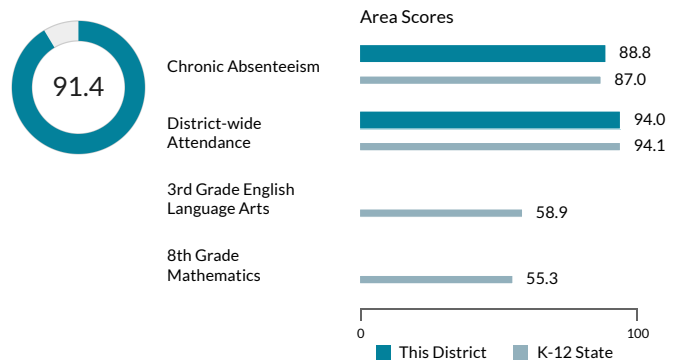 91.4
Area Scores
Chronic Absenteeism
88.8
87.0
District-wide
Attendance
94.0
94.1
3rd Grade English
Language Arts
58.9
8th Grade
Mathematics
55.3
0 100
This District K-12 State